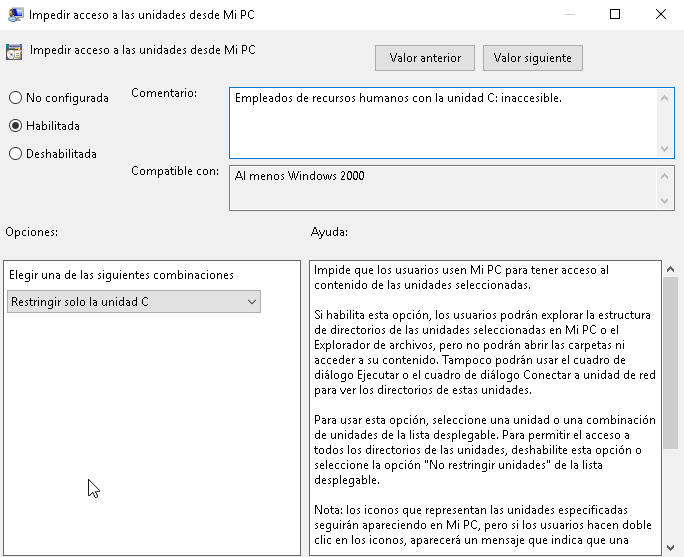 Impedir acceso a las unidades desde Mi PC
Impedir acceso a las unidades desde Mi PC
Valor anterior
Valor siguiente
No configurada
Habilitada
Deshabilitada
Comentario:
Empleados de recursos humanos con la unidad C: inaccesible.
Compatible con:
Al menos Windows 2000
Opciones:
Ayuda:
Elegir una de las siguientes combinaciones
Restringir solo la unidad C
Impide que los usuarios usen Mi PC para tener acceso al
contenido de las unidades seleccionadas.
Si habilita esta opción, los usuarios podrán explorar la estructura
de directorios de las unidades seleccionadas en Mi PC o el
Explorador de archivos, pero no podrán abrir las carpetas ni
acceder a su contenido. Tampoco podrán usar el cuadro de
diálogo Ejecutar o el cuadro de diálogo Conectar a unidad de red
para ver los directorios de estas unidades.
Para usar esta opción, seleccione una unidad o una combinación
de unidades de la lista desplegable. Para permitir el acceso a
todos los directorios de las unidades, deshabilite esta opción o
seleccione la opción "No restringir unidades" de la lista
desplegable.
Nota: los iconos que representan las unidades especificadas
seguirán apareciendo en Mi PC, pero si los usuarios hacen doble
clic en los iconos, aparecerá un mensaje que indica que una